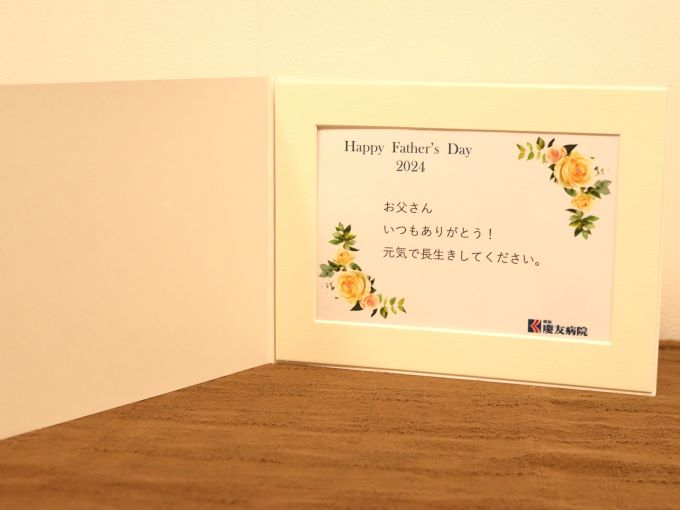 Happy Father's Day
2024
お父さん
いつもありがとう！
元気で長生きしてください。
慶友病院